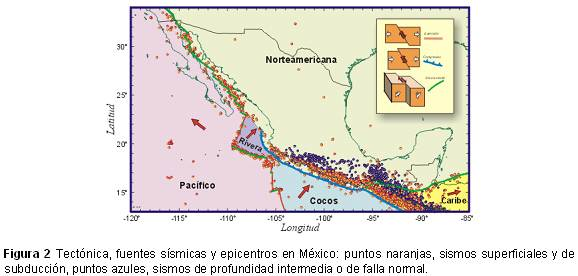 30°
25°
20°
15°
Latitud
Norteamericana
Rivera
Pacífico
Cocos
Caribe
-120° -115° -110° -105° -100° -95° -90° -85°
Longitud
Figura 2 Tectónica, fuentes sísmicas y epicentros en México: puntos naranjas, sismos superficiales y de
subducción, puntos azules, sismos de profundidad intermedia o de falla normal.